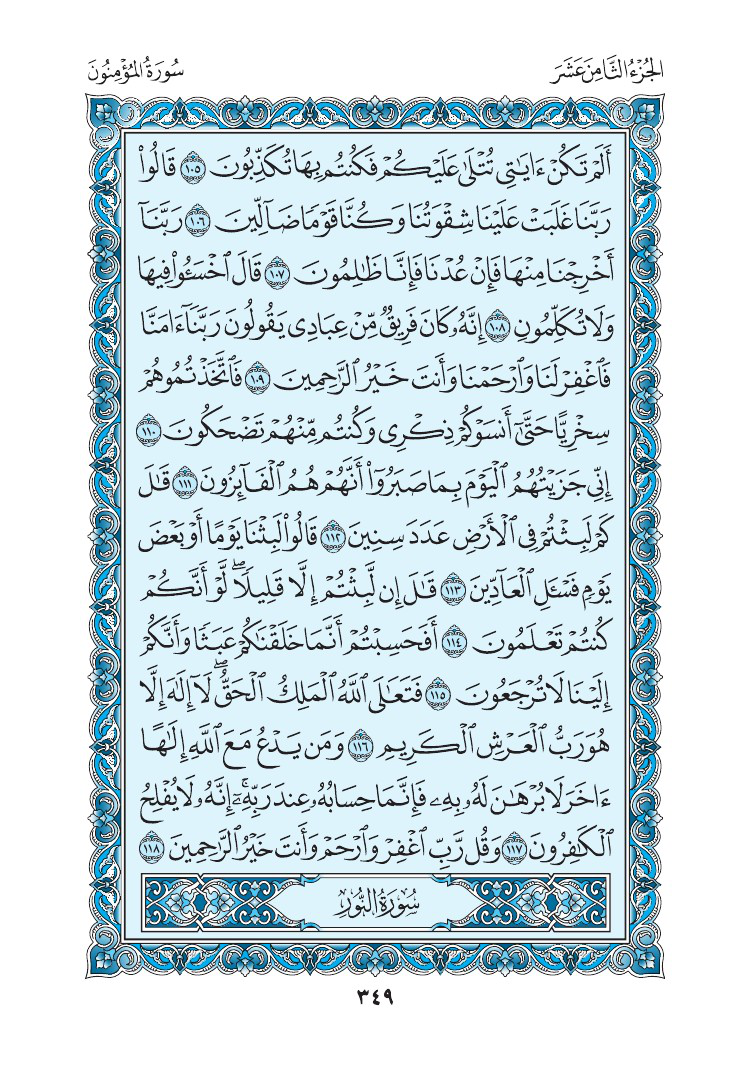 الجُزْءُ الثَّامِنَ عَشَرَ
سُورَةُ المُؤْمِنُونَ
أَلَمْ تَكُنْ ءَايَٰتِى تُتْلَىٰ عَلَيْكُمْ فَكُنتُم بِهَا تُكَذِّبُونَ ١٠٥ قَالُوا۟
رَبَّنَا غَلَبَتْ عَلَيْنَا شِقْوَتُنَا وَكُنَّا قَوْمًا ضَآلِّينَ ١٠٦ رَبَّنَآ
أَخْرِجْنَا مِنْهَا فَإِنْ عُدْنَا فَإِنَّا ظَٰلِمُونَ ١٠٧ قَالَ ٱخْسَـُٔوا۟ فِيهَا
وَلَا تُكَلِّمُونِ ١٠٨ إِنَّهُۥ كَانَ فَرِيقٌ مِّنْ عِبَادِى يَقُولُونَ رَبَّنَآ ءَامَنَّا
فَٱغْفِرْ لَنَا وَٱرْحَمْنَا وَأَنتَ خَيْرُ ٱلرَّٰحِمِينَ ١٠٩ فَٱتَّخَذْتُمُوهُمْ
سِخْرِيًّا حَتَّىٰٓ أَنسَوْكُمْ ذِكْرِى وَكُنتُم مِّنْهُمْ تَضْحَكُونَ ١١٠
إِنِّى جَزَيْتُهُمُ ٱلْيَوْمَ بِمَا صَبَرُوٓا۟ أَنَّهُمْ هُمُ ٱلْفَآئِزُونَ ١١١ قَٰلَ
كَمْ لَبِثْتُمْ فِى ٱلْأَرْضِ عَدَدَ سِنِينَ ١١٢ قَالُوا۟ لَبِثْنَا يَوْمًا أَوْ بَعْضَ
يَوْمٍ فَسْـَٔلِ ٱلْعَآدِّينَ ١١٣ قَٰلَ إِن لَّبِثْتُمْ إِلَّا قَلِيلًا ۖ لَّوْ أَنَّكُمْ
كُنتُمْ تَعْلَمُونَ ١١٤ أَفَحَسِبْتُمْ أَنَّمَا خَلَقْنَٰكُمْ عَبَثًا وَأَنَّكُمْ
إِلَيْنَا لَا تُرْجَعُونَ ١١٥ فَتَعَٰلَى ٱللَّهُ ٱلْمَلِكُ ٱلْحَقُّ ۖ لَآ إِلَٰهَ إِلَّا
هُوَ رَبُّ ٱلْعَرْشِ ٱلْكَرِيمِ ١١٦ وَمَن يَدْعُ مَعَ ٱللَّهِ إِلَٰهًا
ءَاخَرَ لَا بُرْهَٰنَ لَهُۥ بِهِۦ فَإِنَّمَا حِسَابُهُۥ عِندَ رَبِّهِۦٓ ۚ إِنَّهُۥ لَا يُفْلِحُ
ٱلْكَٰفِرُونَ ١١٧ وَقُل رَّبِّ ٱغْفِرْ وَٱرْحَمْ وَأَنتَ خَيْرُ ٱلرَّٰحِمِينَ ١١٨
سُورَةُ النُّورِ
٣٤٩